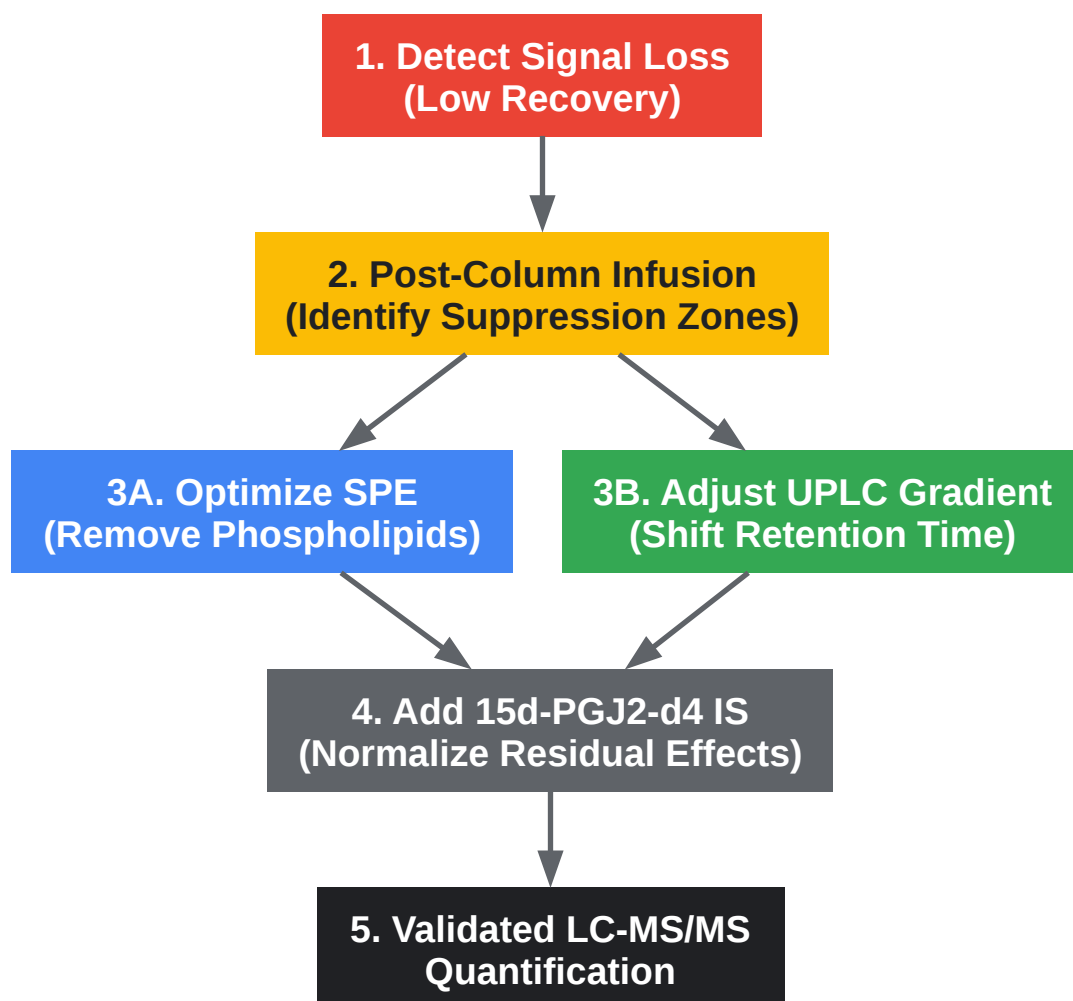 1. Detect Signal Loss
(Low Recovery)
2. Post-Column Infusion
(Identify Suppression Zones)
3A. Optimize SPE
(Remove Phospholipids)
3B. Adjust UPLC Gradient
(Shift Retention Time)
4. Add 15d-PGJ2-d4 IS
(Normalize Residual Effects)
5. Validated LC-MS/MS
Quantification